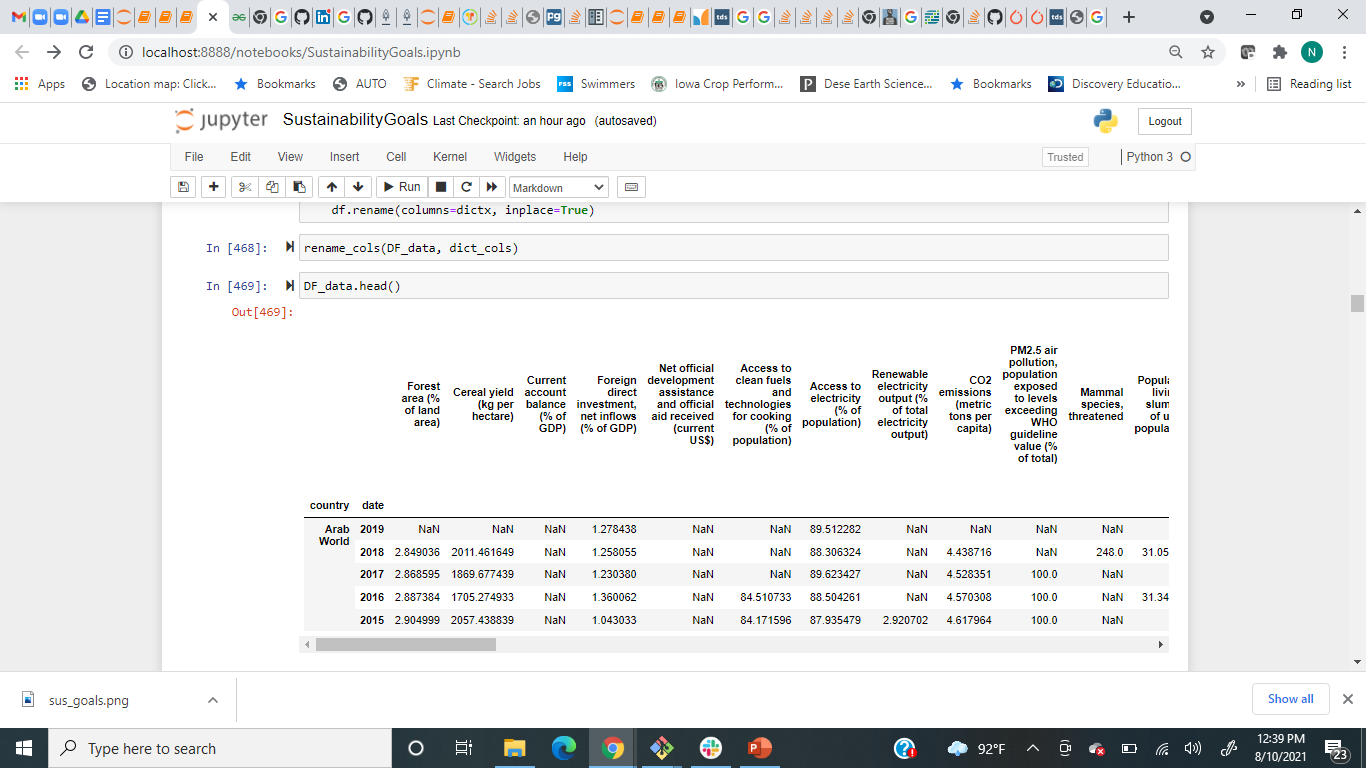 localhost:8888/notebooks/SustainabilityGoals.ipynb
N
Apps
Location map: Click...
Bookmarks
AUTO
Climate - Search Jobs
Swimmers
Iowa Crop Perform...
Dese Earth Science...
Bookmarks
Discovery Educatio...
»
Reading list
jupyter SustainabilityGoals Last Checkpoint: an hour ago (autosaved)
Logout
File Edit View Insert Cell Kernel Widgets Help
Trusted
Python 3
Run
Markdown
df.rename(columns=dictx, inplace=True)
In [468]: rename_cols(DF_data, dict_cols)
In [469]: DF_data.head()
Out[469]:
Forest
area (%
of land
area)
Cereal yield
(kg per
hectare)
Current
account
balance
(% of
GDP)
Foreign
direct
investment,
net inflows
(% of GDP)
Net official
development
assistance
and official
aid received
(current
US$)
Access to
clean fuels
and
technologies
for cooking
(% of
population)
Access to
electricity
(% of
population)
Renewable
electricity
output (%
of total
electricity
output)
CO2
emissions
(metric
tons per
capita)
PM2.5 air
pollution,
population
exposed
to levels
exceeding
WHO
guideline
value (%
of total)
Mammal
species,
threatened
Popula
livi
slum
of u
popula
country date
Arab World 2019 NaN NaN NaN 1.278438 NaN NaN 89.512282 NaN NaN NaN NaN
2018 2.849036 2011.461649 NaN 1.258055 NaN NaN 88.306324 NaN 4.438716 NaN 248.0 31.05
2017 2.868595 1869.677439 NaN 1.230380 NaN NaN 89.623427 NaN 4.528351 100.0 NaN
2016 2.887384 1705.274933 NaN 1.360062 NaN 84.510733 88.504261 NaN 4.570308 100.0 NaN 31.34
2015 2.904999 2057.438839 NaN 1.043033 NaN 84.171596 87.935479 2.920702 4.617964 100.0 NaN
sus_goals.png
Show all
Type here to search
92°F
12:39 PM
8/10/2021
23